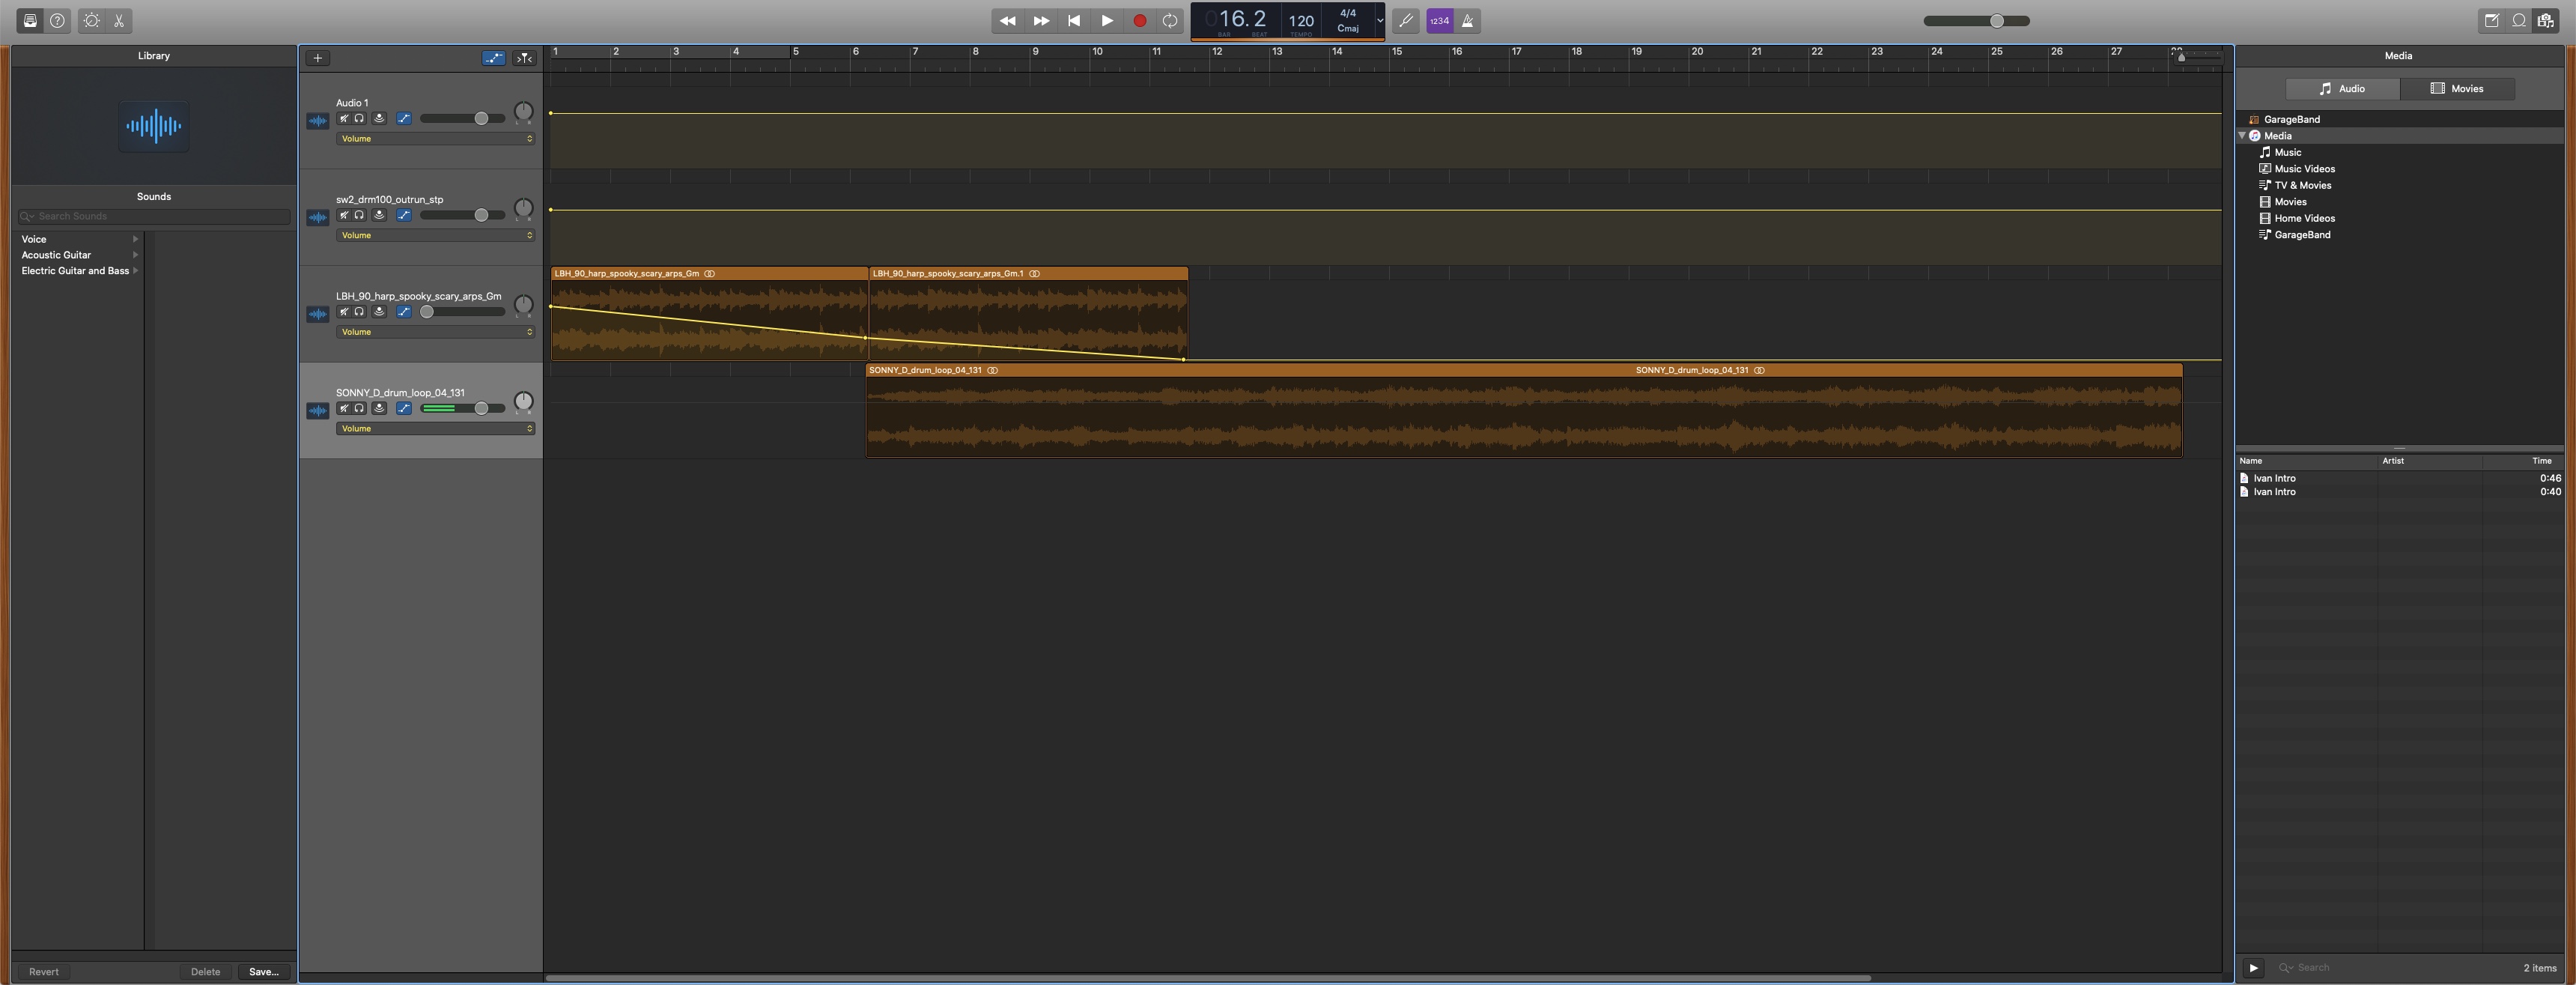 016.2
BAR
BEAT
120
TEMPO
4/4
Cmaj
1234
Library
Sounds
Search Sounds
Voice
Acoustic Guitar
Electric Guitar and Bass
Revert
Delete
Save...
1 2 3 4 5 6 7 8 9 10 11 12 13 14 15 16 17 18 19 20 21 22 23 24 25 26 27
Audio 1
L R
Volume
sw2_drm100_outrun_stp
L R
Volume
LBH_90_harp_spooky_scary_arps_Gm
L R
Volume
SONNY_D_drum_loop_04_131
L R
Volume
LBH_90_harp_spooky_scary_arps_Gm
LBH_90_harp_spooky_scary_arps_Gm.1
SONNY_D_drum_loop_04_131
SONNY_D_drum_loop_04_131
Media
Audio
Movies
GarageBand
Media
Music
Music Videos
TV & Movies
Movies
Home Videos
GarageBand
Name Artist Time
Ivan Intro 0:46
Ivan Intro 0:40
Search
2 items